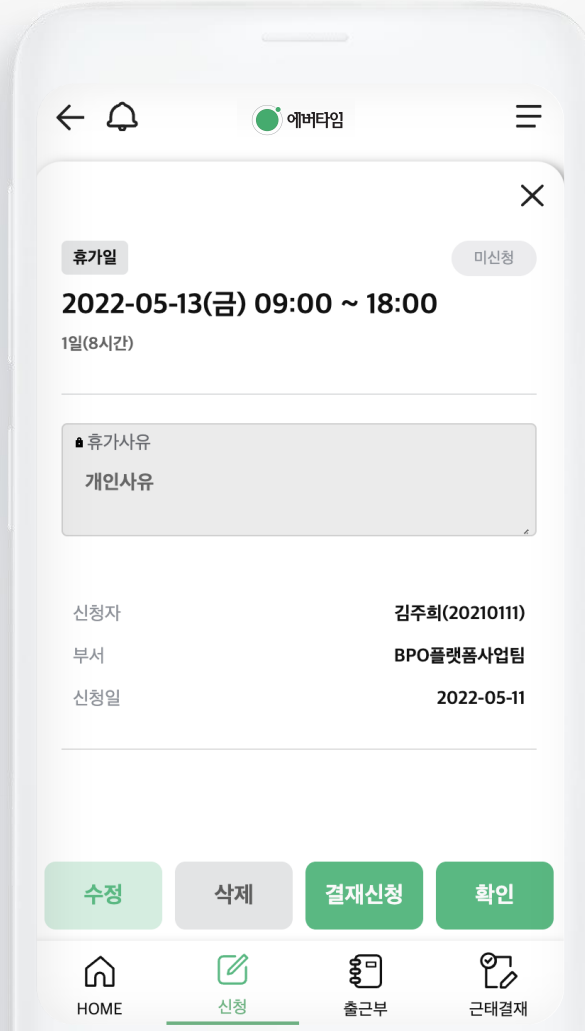 에버타임
휴가일
미신청
2022-05-13(금) 09:00 ~ 18:00
1일(8시간)
휴가사유
개인사유
신청자 김주희(20210111)
부서 BPO플랫폼사업팀
신청일 2022-05-11
수정 삭제 결재신청 확인
HOME 신청 출근부 근태결재